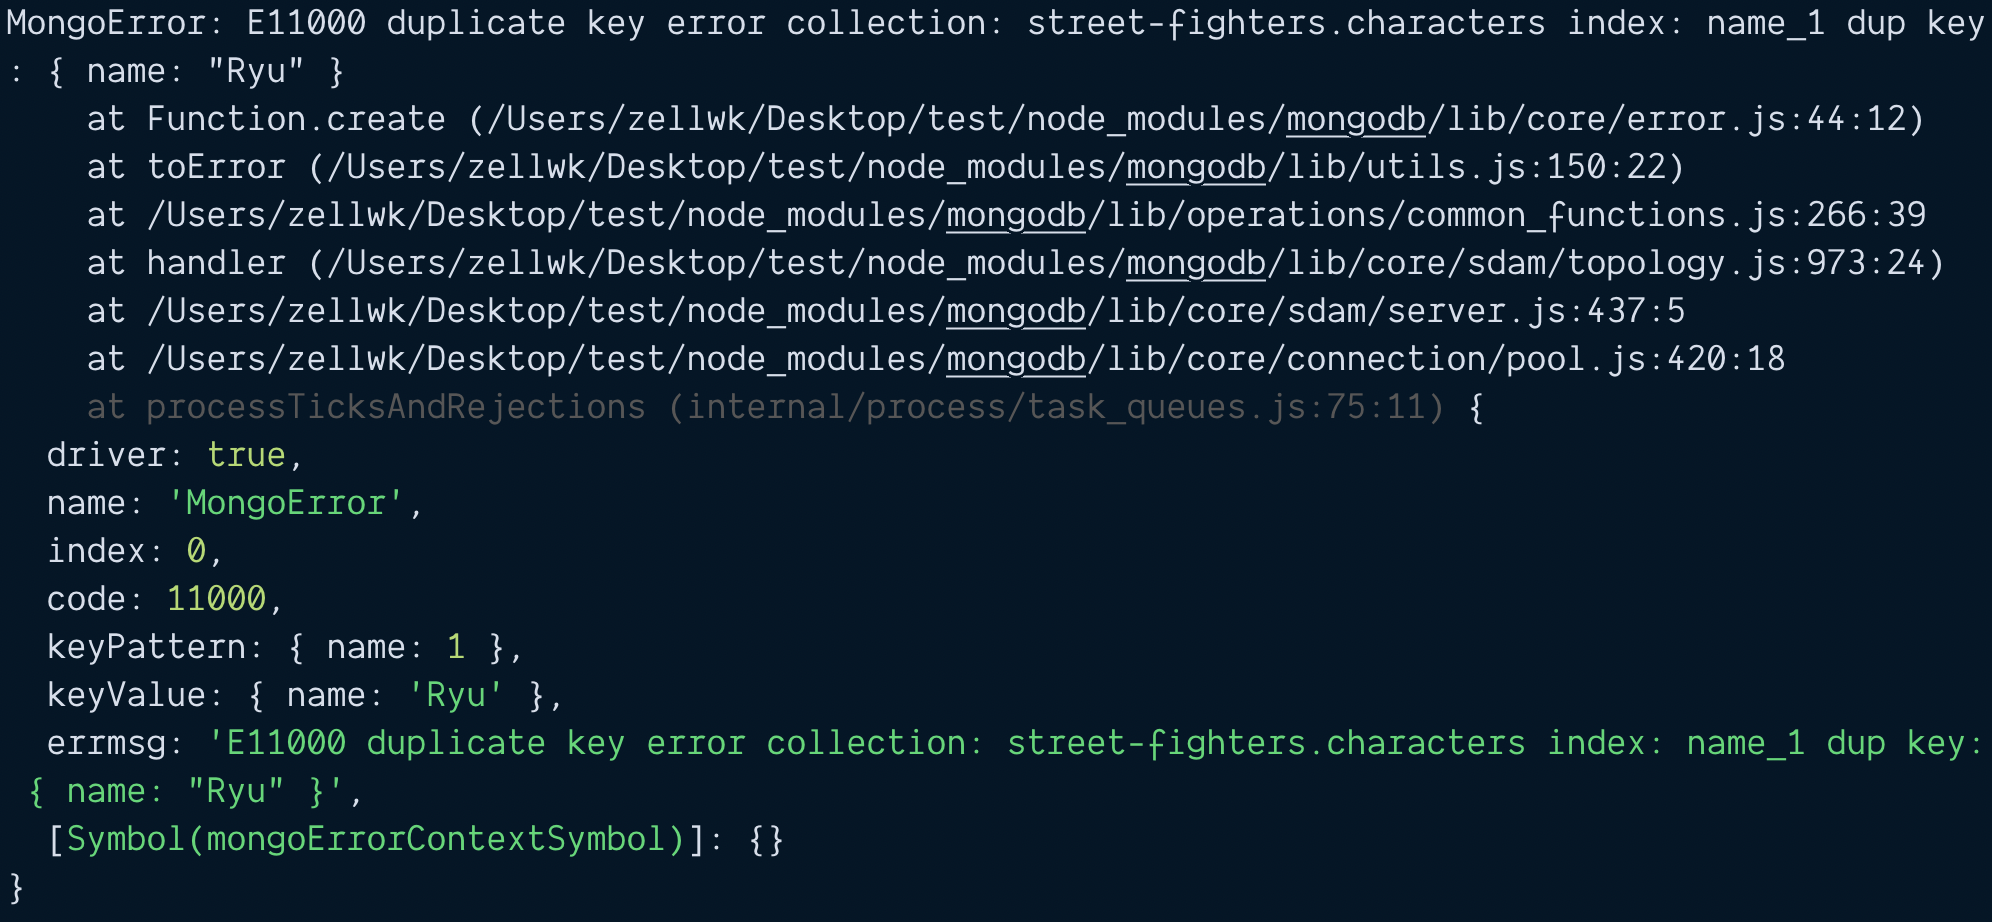 MongoError: E11000 duplicate key error collection: street-fighters.characters index: name_1 dup key
: { name: "Ryu" }
    at Function.create (/Users/zellwk/Desktop/test/node_modules/mongodb/lib/core/error.js:44:12)
    at toError (/Users/zellwk/Desktop/test/node_modules/mongodb/lib/utils.js:150:22)
    at /Users/zellwk/Desktop/test/node_modules/mongodb/lib/operations/common_functions.js:266:39
    at handler (/Users/zellwk/Desktop/test/node_modules/mongodb/lib/core/sdam/topology.js:973:24)
    at /Users/zellwk/Desktop/test/node_modules/mongodb/lib/core/sdam/server.js:437:5
    at /Users/zellwk/Desktop/test/node_modules/mongodb/lib/core/connection/pool.js:420:18
    at processTicksAndRejections (internal/process/task_queues.js:75:11) {
  driver: true,
  name: 'MongoError',
  index: 0,
  code: 11000,
  keyPattern: { name: 1 },
  keyValue: { name: 'Ryu' },
  errmsg: 'E11000 duplicate key error collection: street-fighters.characters index: name_1 dup key:
 { name: "Ryu" }',
  [Symbol(mongoErrorContextSymbol)]: {}
}